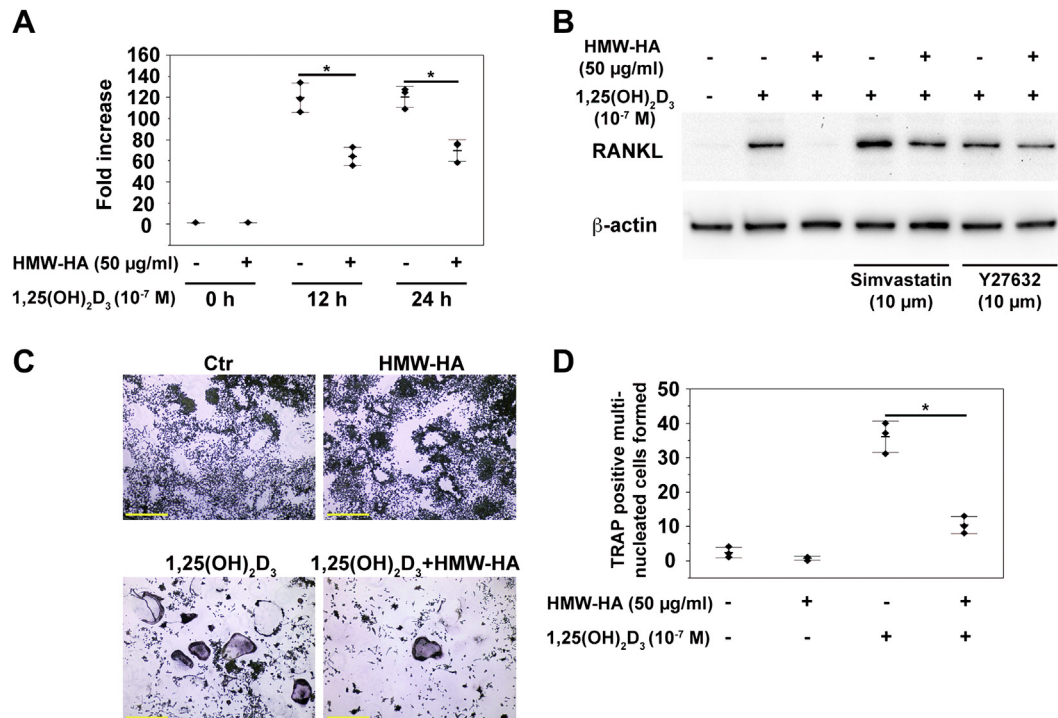 A
160
140
120
100
80
60
40
20
0
Fold increase
HMW-HA (50 µg/ml) - + - + - +
1,25(OH)₂D₃ (10⁻⁷ M) 0 h 12 h 24 h
* *
B
HMW-HA
(50 µg/ml) - - + - + - +
1,25(OH)₂D₃ - + + + + + +
(10⁻⁷ M)
RANKL
β-actin
Simvastatin
(10 µm)
Y27632
(10 µm)
C
Ctr HMW-HA
1,25(OH)₂D₃ 1,25(OH)₂D₃+HMW-HA
D
50
40
30
20
10
0
TRAP positive multi-
nucleated cells formed
*
HMW-HA (50 µg/ml) - + - +
1,25(OH)₂D₃ (10⁻⁷ M) - - + +